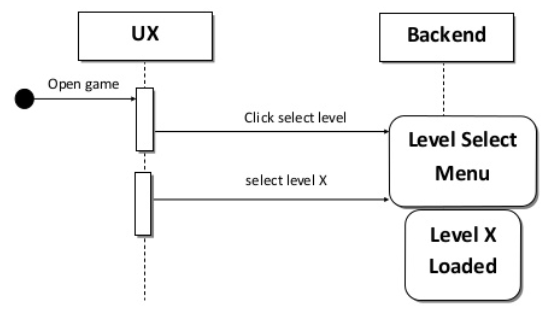 UX
Backend
Open game
Click select level
Level Select
Menu
select level X
Level X
Loaded